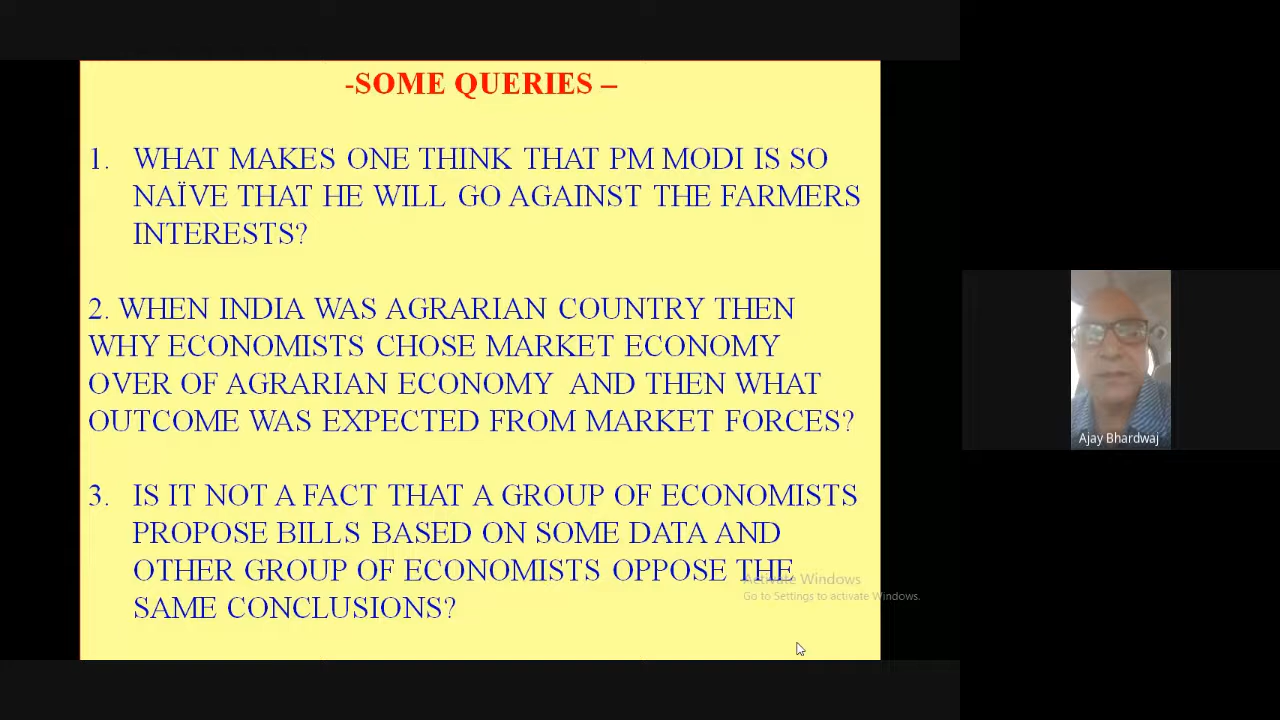 -SOME QUERIES –
1. WHAT MAKES ONE THINK THAT PM MODI IS SO
NAÏVE THAT HE WILL GO AGAINST THE FARMERS
INTERESTS?
2. WHEN INDIA WAS AGRARIAN COUNTRY THEN
WHY ECONOMISTS CHOSE MARKET ECONOMY
OVER OF AGRARIAN ECONOMY AND THEN WHAT
OUTCOME WAS EXPECTED FROM MARKET FORCES?
3. IS IT NOT A FACT THAT A GROUP OF ECONOMISTS
PROPOSE BILLS BASED ON SOME DATA AND
OTHER GROUP OF ECONOMISTS OPPOSE THE
SAME CONCLUSIONS?
Activate Windows
Go to Settings to activate Windows.
Ajay Bhardwaj